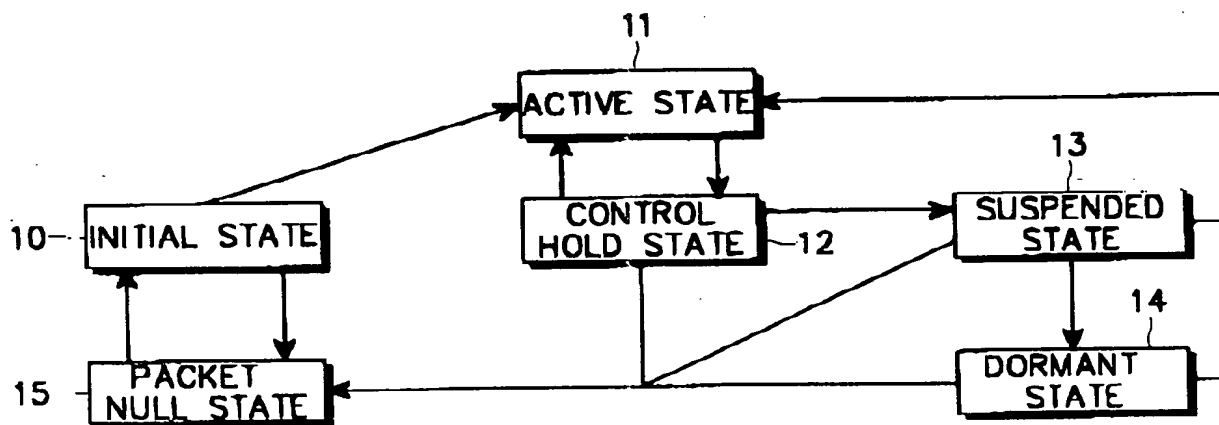 11
ACTIVE STATE
13
10
INITIAL STATE
CONTROL
HOLD STATE
12
SUSPENDED
STATE
14
15
PACKET
NULL STATE
DORMANT
STATE